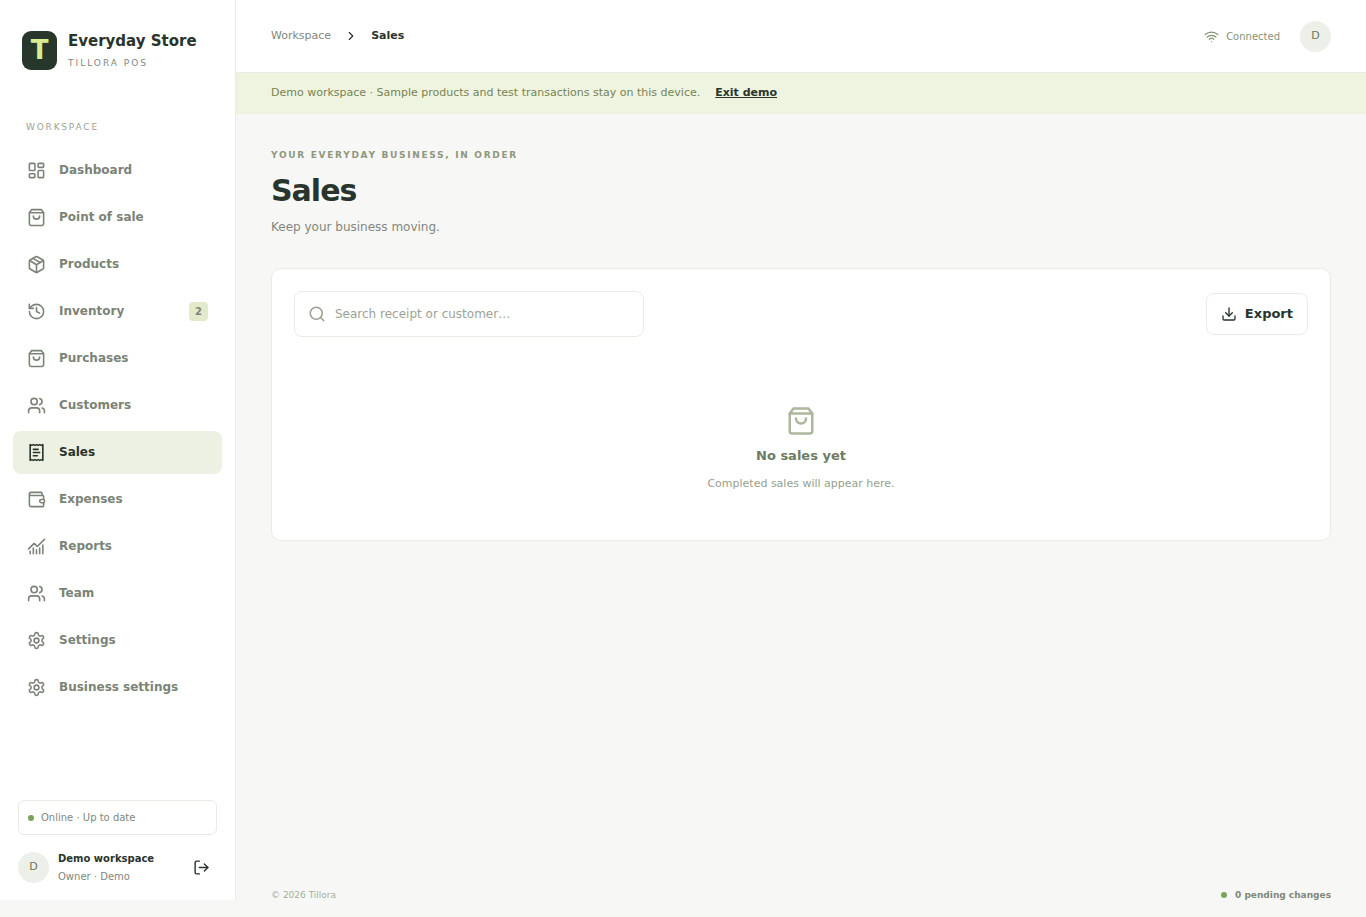 T
Everyday Store
TILLORA POS
WORKSPACE
Dashboard
Point of sale
Products
Inventory 2
Purchases
Customers
Sales
Expenses
Reports
Team
Settings
Business settings
Online · Up to date
D
Demo workspace
Owner · Demo
Workspace Sales
Connected D
Demo workspace · Sample products and test transactions stay on this device. Exit demo
YOUR EVERYDAY BUSINESS, IN ORDER
Sales
Keep your business moving.
Search receipt or customer...
Export
No sales yet
Completed sales will appear here.
© 2026 Tillora
0 pending changes